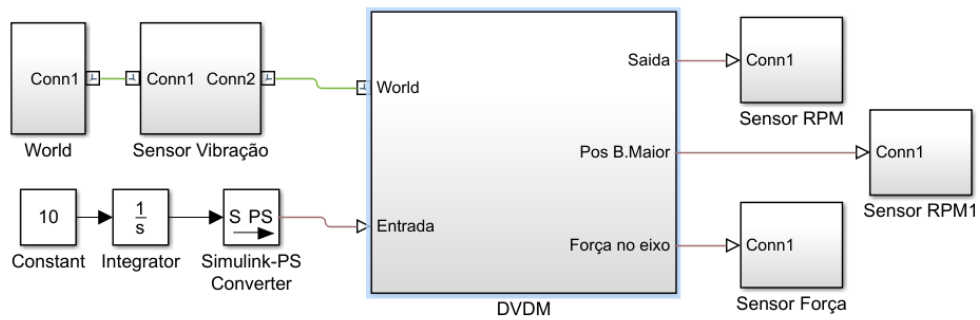 Conn1
World
Conn1 Conn2
Sensor Vibração
10
Constant
1
s
Integrator
S PS
Simulink-PS
Converter
World
Entrada
Saida
Pos B.Maior
Força no eixo
DVDM
Conn1
Sensor RPM
Conn1
Sensor RPM1
Conn1
Sensor Força